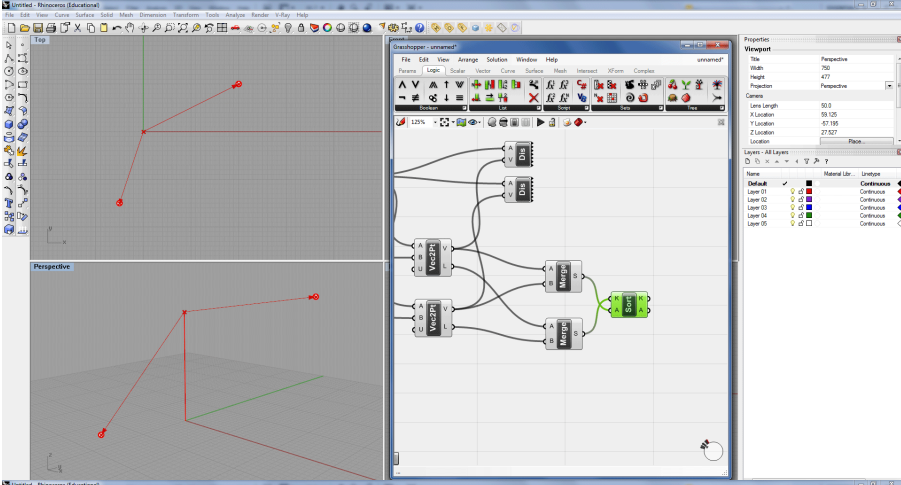 Untitled - Rhinoceros (Educational)
File Edit View Curve Surface Solid Mesh Dimension Transform Tools Analyze Render V-Ray Help
Top
y
x
Perspective
z
y
Grasshopper - unnamed*
File Edit View Arrange Solution Window Help
unnamed*
Params Logic Scalar Vector Curve Surface Mesh Intersect XForm Complex
Boolean
List
Script
Sets
Tree
125%
A
V
Dis
A
V
Dis
A
B
U
Vec2Pt
V
L
A
B
U
Vec2Pt
V
L
A
B
Merge
S
A
B
Merge
S
K
A
Sort
K
A
Properties
Viewport
Title Perspective
Width 750
Height 477
Projection Perspective
Camera
Lens Length 50.0
X Location 59.125
Y Location -57.195
Z Location 27.527
Location Place...
Layers - All Layers
Name Material Libr... Linetype
Default Continuous
Layer 01 Continuous
Layer 02 Continuous
Layer 03 Continuous
Layer 04 Continuous
Layer 05 Continuous
Untitled - Rhinoceros (Educational)